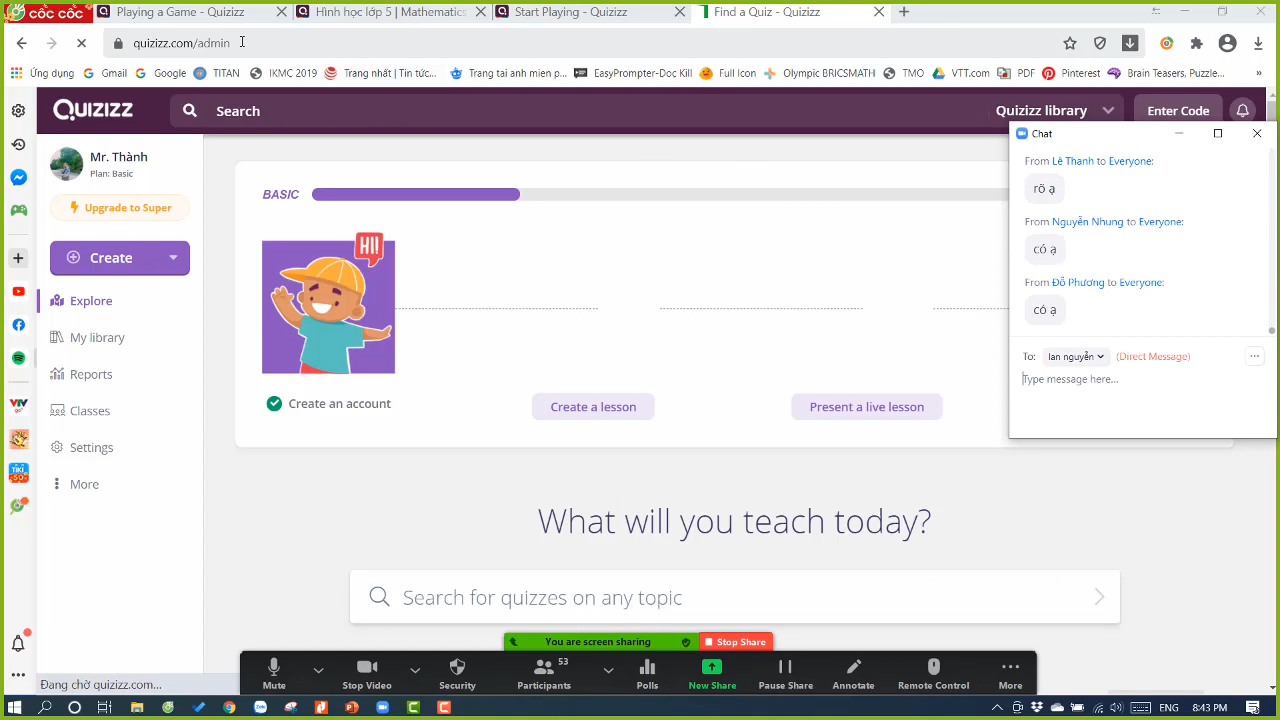 CỐC CỐC
Playing a Game - Quizizz
Hình học lớp 5 | Mathematics
Start Playing - Quizizz
Find a Quiz - Quizizz
quizizz.com/admin
Ứng dụng
Gmail
Google
TITAN
IKMC 2019
Trang nhất | Tin tức...
Trang tai anh mien p...
EasyPrompter-Doc Kill
Full Icon
Olympic BRICSMATH
TMO
VTT.com
PDF
Pinterest
Brain Teasers, Puzzle...
»
QUIZIZZ
Search
Quizizz library
Enter Code
Mr. Thành
Plan: Basic
Upgrade to Super
Create
Explore
My library
Reports
Classes
Settings
More
BASIC
HI!
Create an account
Create a lesson
Present a live lesson
What will you teach today?
Search for quizzes on any topic
Chat
From Lê Thanh to Everyone:
rõ ạ
From Nguyễn Nhung to Everyone:
có ạ
From Đỗ Phương to Everyone:
có ạ
To: lan nguyễn (Direct Message)
Type message here...
You are screen sharing
Stop Share
Mute
Stop Video
Security
Participants
53
Polls
New Share
Pause Share
Annotate
Remote Control
More
Đang chờ quizizz.com...
ENG
8:43 PM